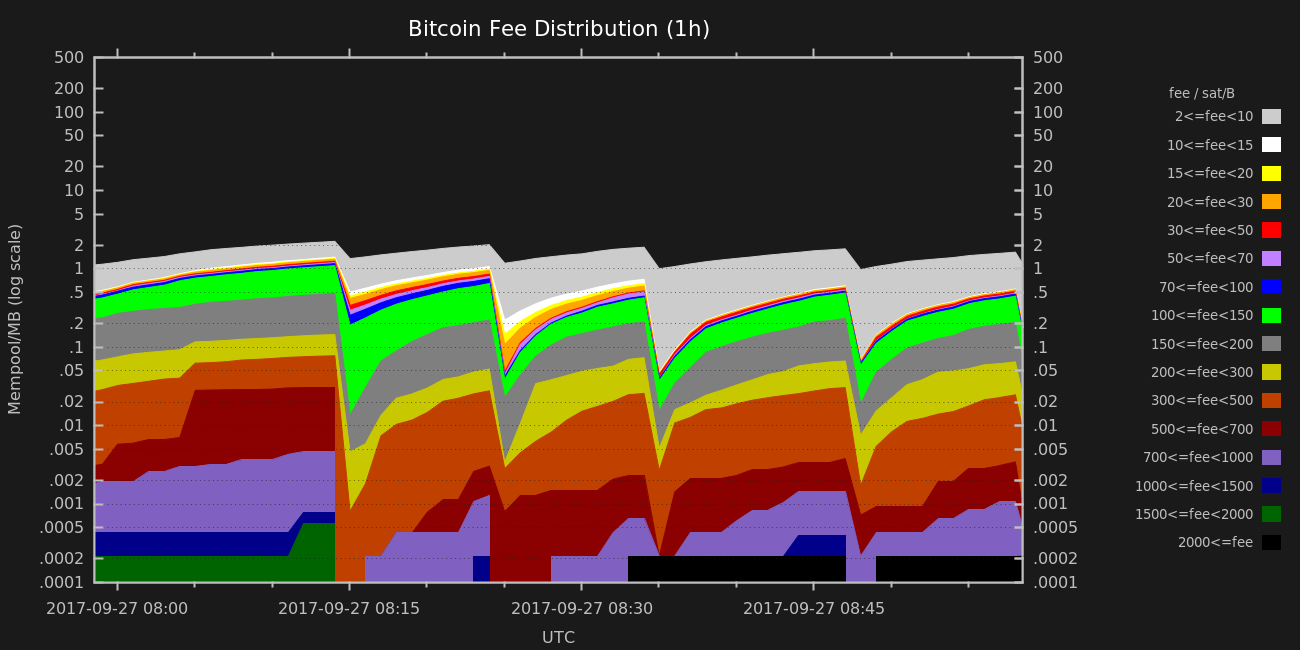 Bitcoin Fee Distribution (1h)
Mempool/MB (log scale)
500
200
100
50
20
10
5
2
1
.5
.2
.1
.05
.02
.01
.005
.002
.001
.0005
.0002
.0001
500
200
100
50
20
10
5
2
1
.5
.2
.1
.05
.02
.01
.005
.002
.001
.0005
.0002
.0001
2017-09-27 08:00
2017-09-27 08:15
2017-09-27 08:30
2017-09-27 08:45
UTC
fee / sat/B
2<=fee<10
10<=fee<15
15<=fee<20
20<=fee<30
30<=fee<50
50<=fee<70
70<=fee<100
100<=fee<150
150<=fee<200
200<=fee<300
300<=fee<500
500<=fee<700
700<=fee<1000
1000<=fee<1500
1500<=fee<2000
2000<=fee